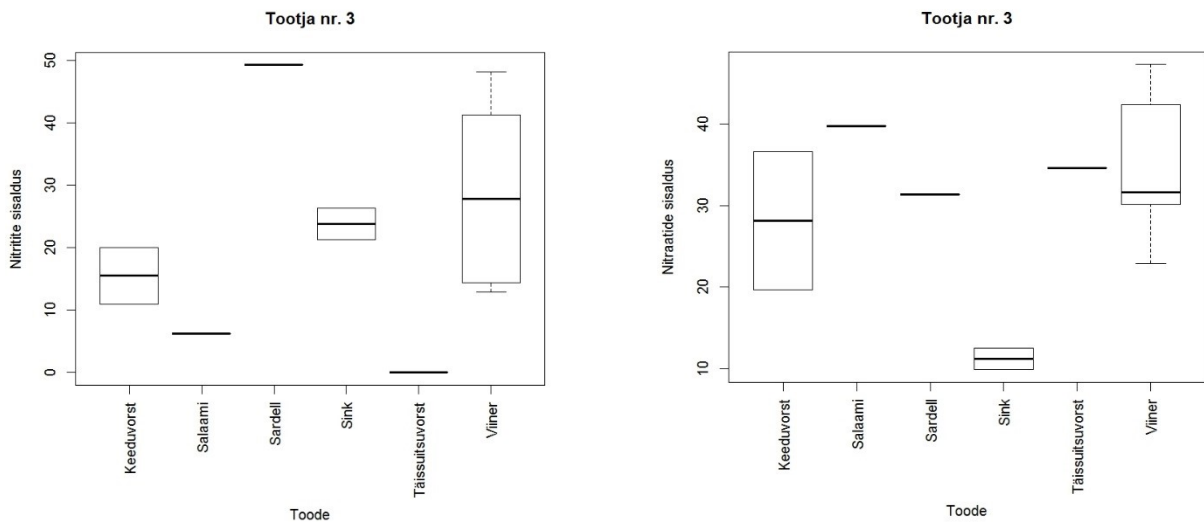 Tootja nr. 3
Nitritite sisaldus
50
40
30
20
10
0
Keeduvorst
Salaami
Sardell
Sink
Täissuitsuvorst
Viiner
Toode
Tootja nr. 3
Nitraatide sisaldus
40
30
20
10
Keeduvorst
Salaami
Sardell
Sink
Täissuitsuvorst
Viiner
Toode